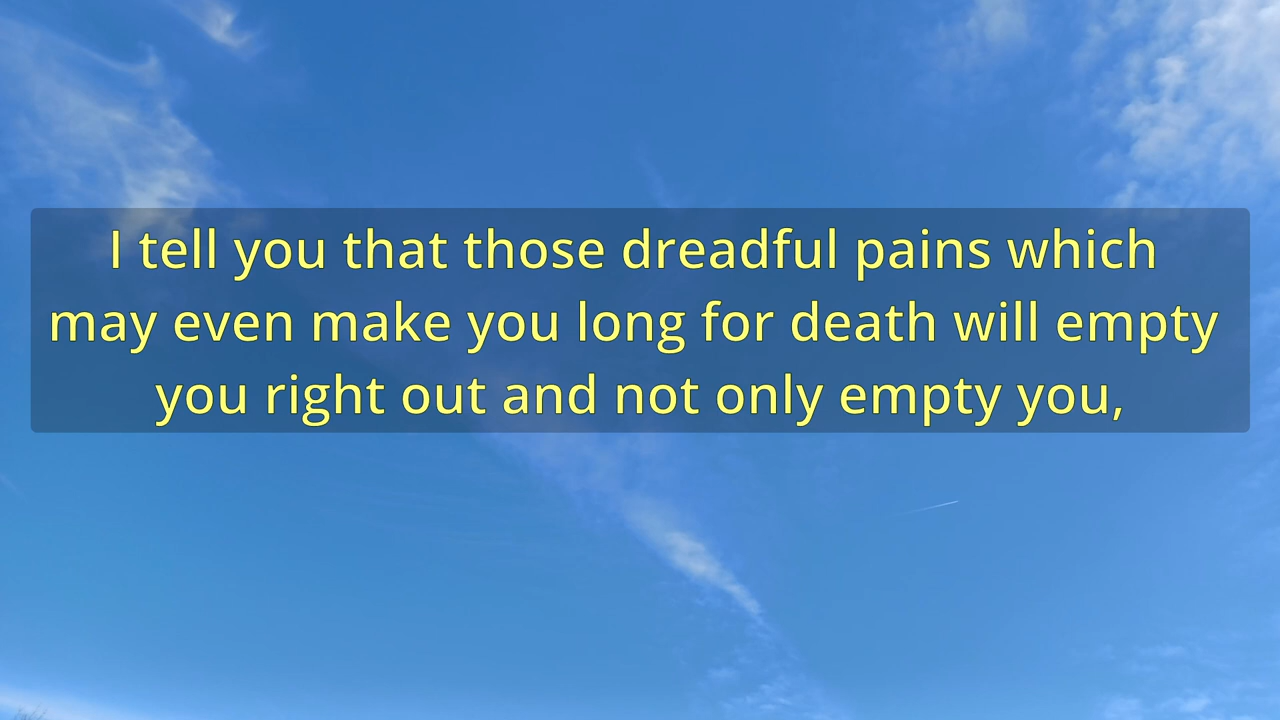 I tell you that those dreadful pains which
may even make you long for death will empty
you right out and not only empty you,